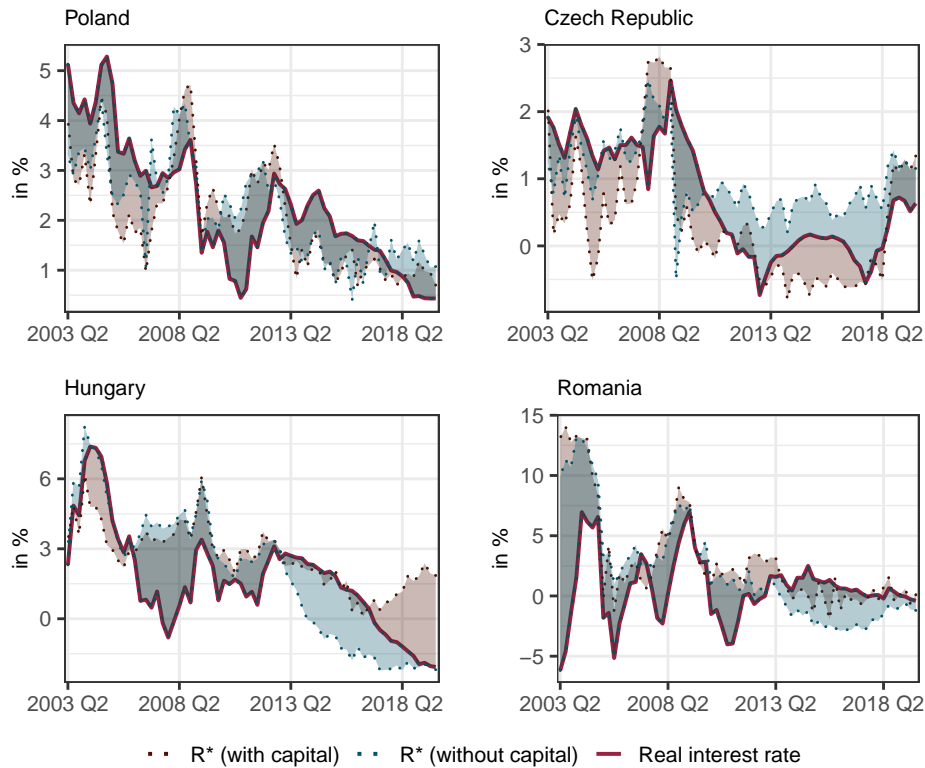 Poland
Czech Republic
in %
5
4
3
2
1
2003 Q2 2008 Q2 2013 Q2 2018 Q2
in %
3
2
1
0
2003 Q2 2008 Q2 2013 Q2 2018 Q2
Hungary
Romania
in %
6
3
0
2003 Q2 2008 Q2 2013 Q2 2018 Q2
in %
15
10
5
0
−5
2003 Q2 2008 Q2 2013 Q2 2018 Q2
R* (with capital) R* (without capital) Real interest rate